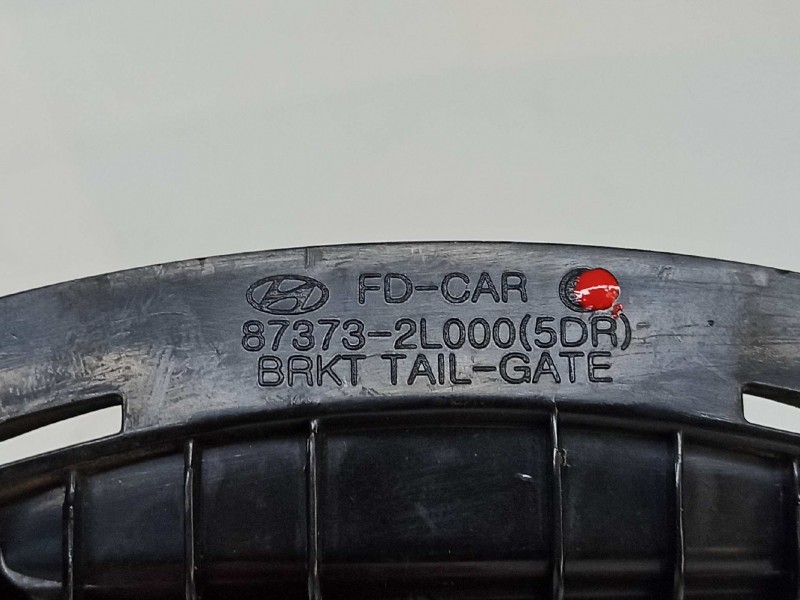 FD-CAR
87373-2L000(5DR)
BRKT TAIL-GATE